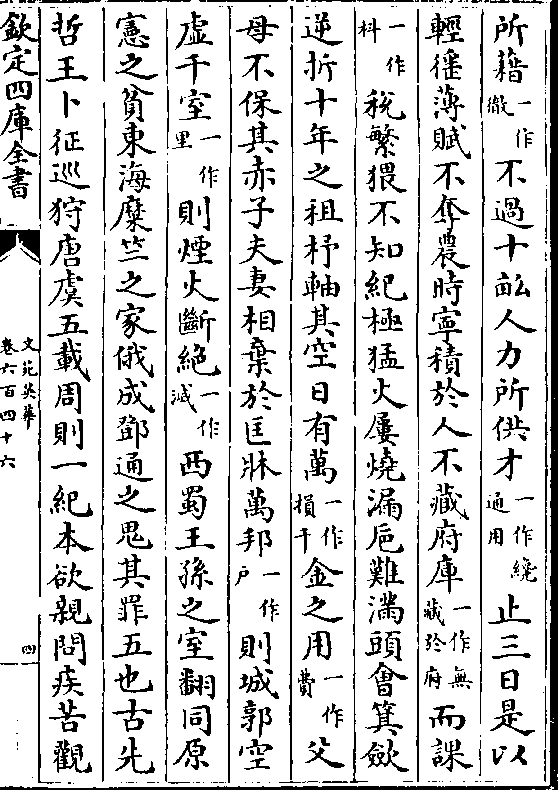 所藉一作徹不過十畝人力所供才一作纔通用止三日是以
輕徭薄賦不奪農時寧積於人不藏府庫一作無藏於府而課
一作科税繁猥不知紀極猛火屢燒漏巵難滿頭會箕斂
逆折十年之租杼軸其空日有萬一作損千金之用一作費父
母不保其赤子夫妻相棄於匡牀萬邦一作户則城郭空
虚千室一作里則煙火斷絕一作滅西蜀王孫之室翻同原
憲之貧東海糜竺之家俄成鄧通之鬼其罪五也古先
哲王卜征巡狩唐虞五載周則一紀本欲親問疾苦觀
欽定四庫全書
文苑英華
卷六百四十六
四